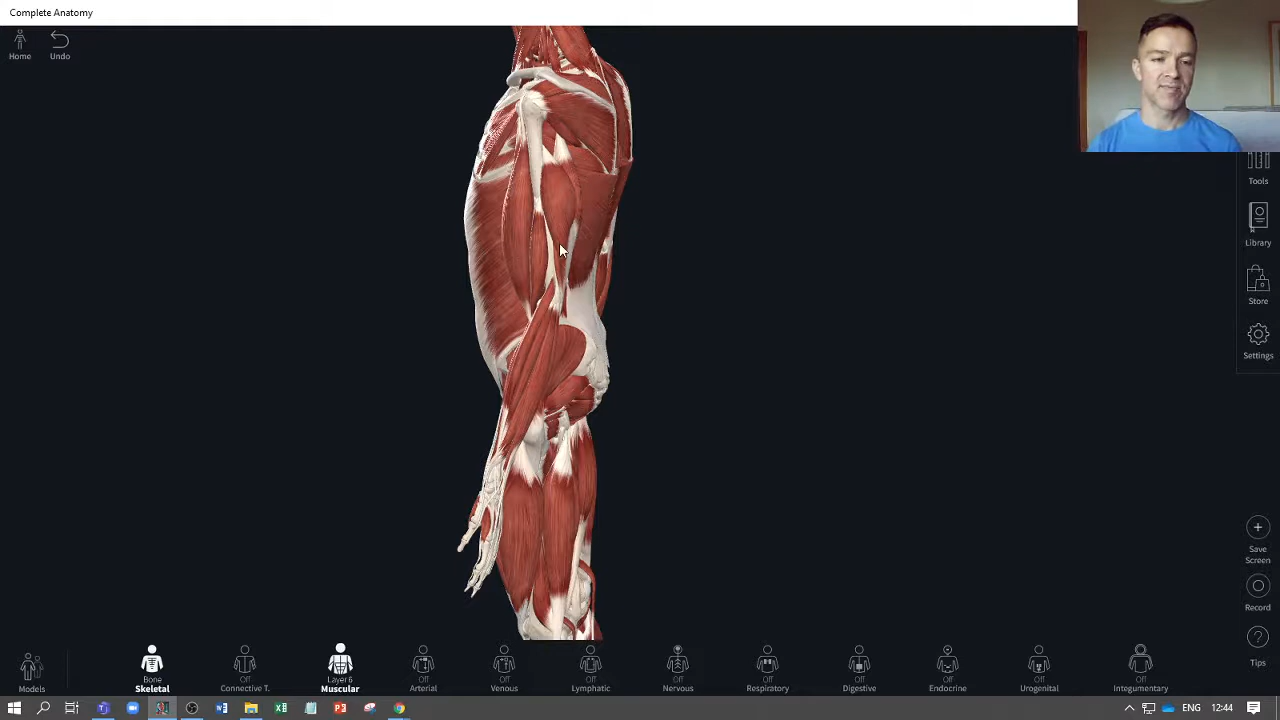 Complete Anatomy
Home
Undo
Tools
Library
Store
Settings
+
Save
Screen
Record
?
Tips
Models
Bone
Skeletal
Off
Connective T.
Layer 6
Muscular
Off
Arterial
Off
Venous
Off
Lymphatic
Off
Nervous
Off
Respiratory
Off
Digestive
Off
Endocrine
Off
Urogenital
Off
Integumentary
ENG
12:44